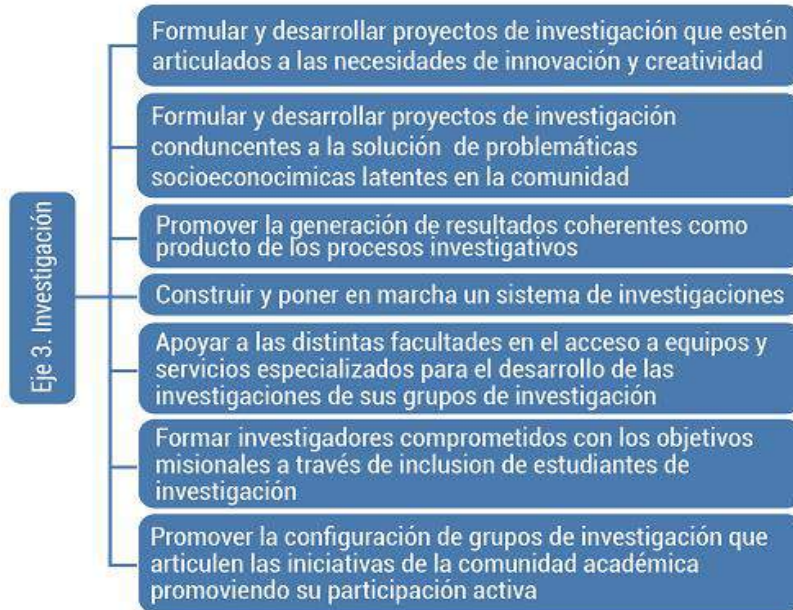 Eje 3. Investigación
Formular y desarrollar proyectos de investigación que estén
articulados a las necesidades de innovación y creatividad
Formular y desarrollar proyectos de investigación
conduncentes a la solución de problemáticas
socioeconocimicas latentes en la comunidad
Promover la generación de resultados coherentes como
producto de los procesos investigativos
Construir y poner en marcha un sistema de investigaciones
Apoyar a las distintas facultades en el acceso a equipos y
servicios especializados para el desarrollo de las
investigaciones de sus grupos de investigación
Formar investigadores comprometidos con los objetivos
misionales a través de inclusion de estudiantes de
investigación
Promover la configuración de grupos de investigación que
articulen las iniciativas de la comunidad académica
promoviendo su participación activa